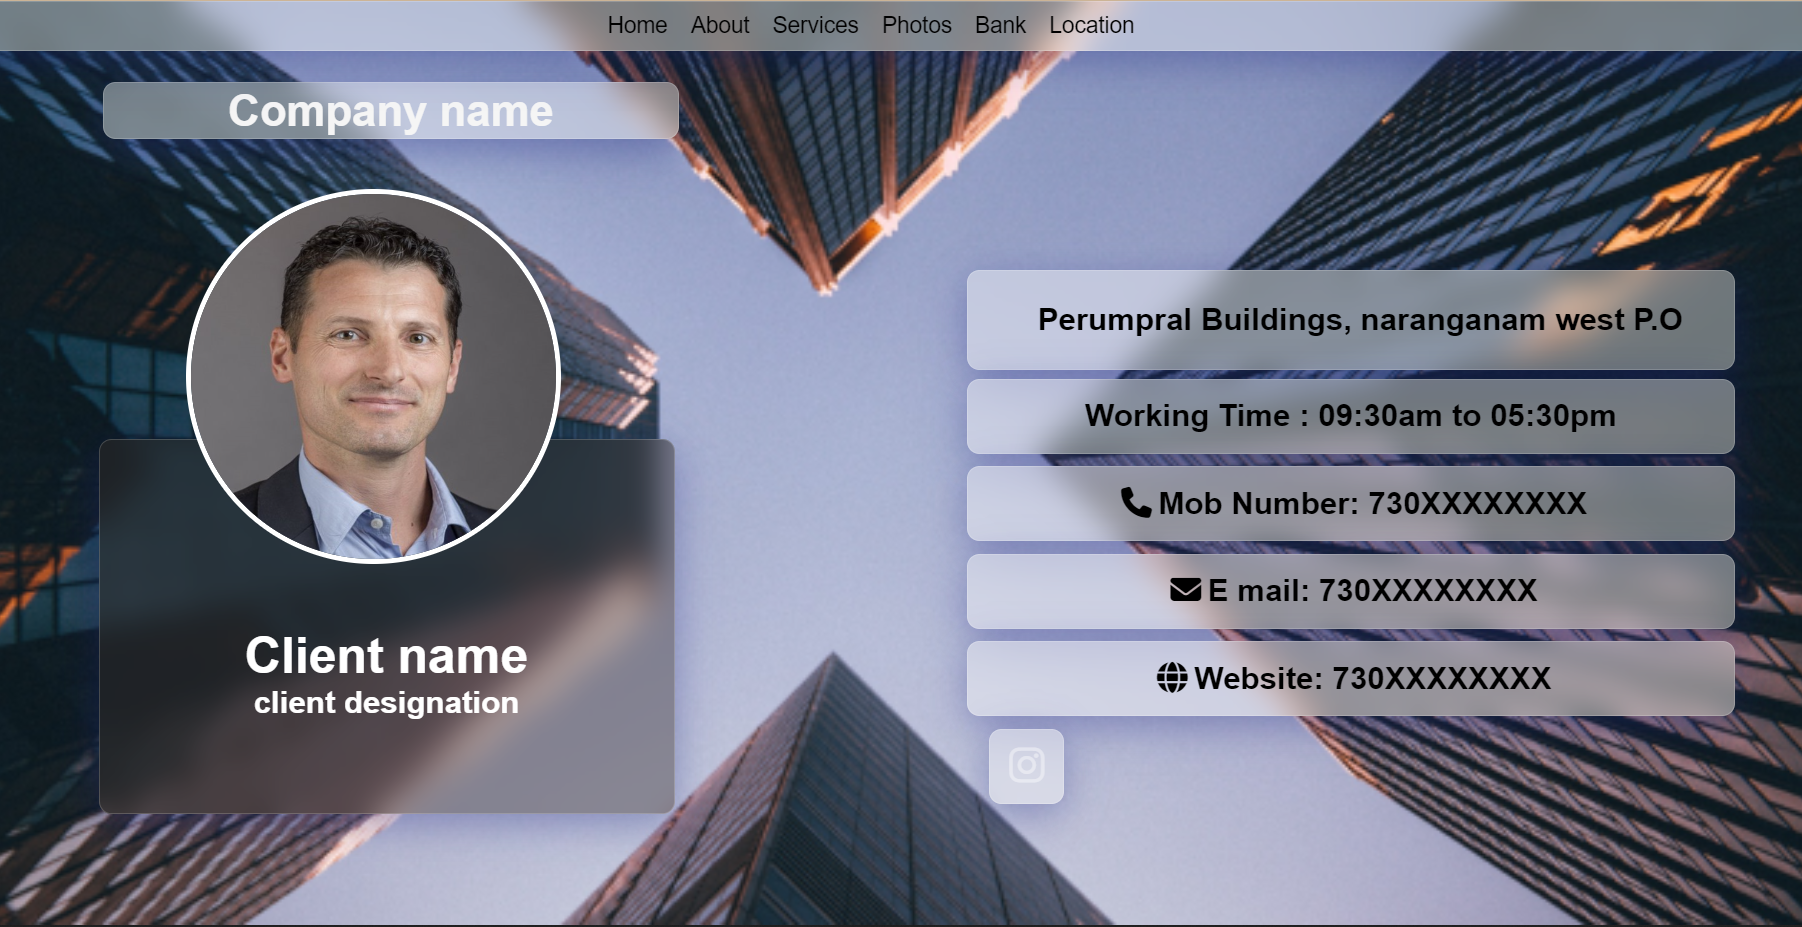 Home About Services Photos Bank Location
Company name
Client name
client designation
Perumpral Buildings, naranganam west P.O
Working Time : 09:30am to 05:30pm
Mob Number: 730XXXXXXXX
E mail: 730XXXXXXXX
Website: 730XXXXXXXX